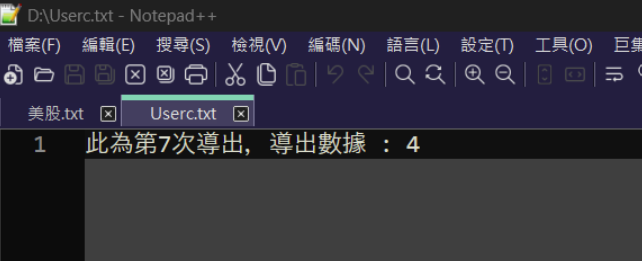 D:\Userc.txt - Notepad++
檔案(F) 編輯(E) 搜尋(S) 檢視(V) 編碼(N) 語言(L) 設定(T) 工具(O) 巨集
美股.txt Userc.txt
1 此為第7次導出, 導出數據 : 4